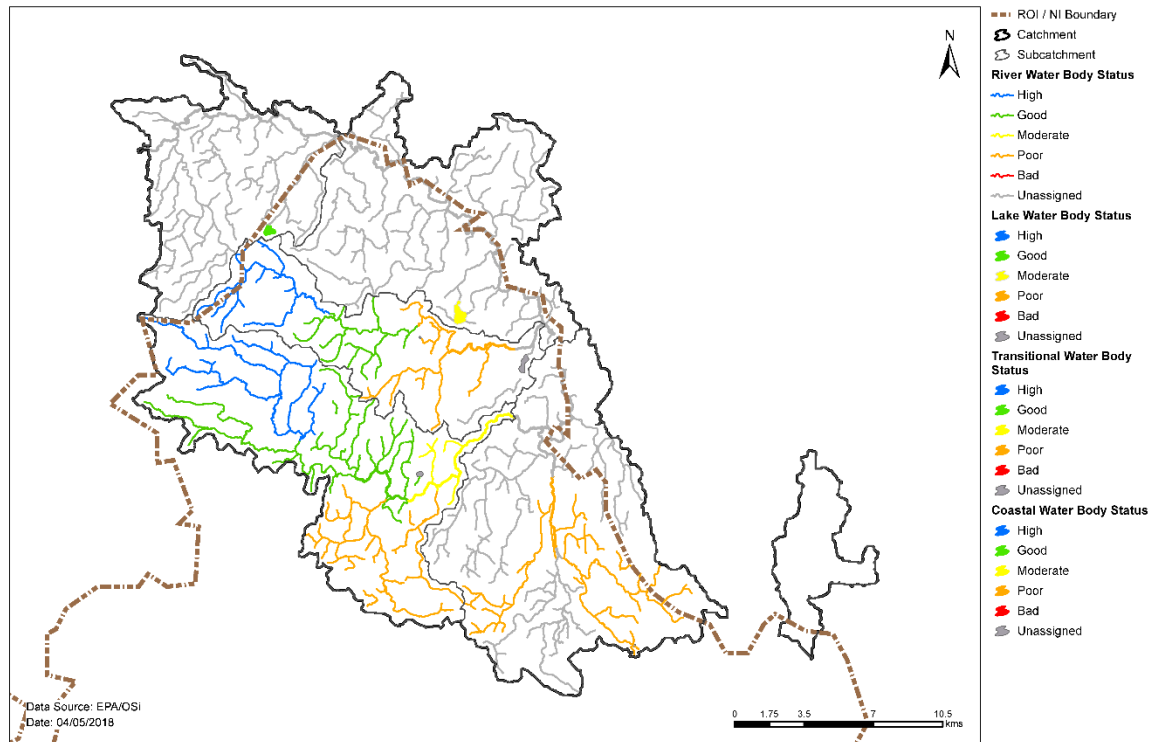 N
Data Source: EPA/OSi
Date: 04/05/2018
0 1.75 3.5 7 10.5
kms
ROI / NI Boundary
Catchment
Subcatchment
River Water Body Status
High
Good
Moderate
Poor
Bad
Unassigned
Lake Water Body Status
High
Good
Moderate
Poor
Bad
Unassigned
Transitional Water Body
Status
High
Good
Moderate
Poor
Bad
Unassigned
Coastal Water Body Status
High
Good
Moderate
Poor
Bad
Unassigned